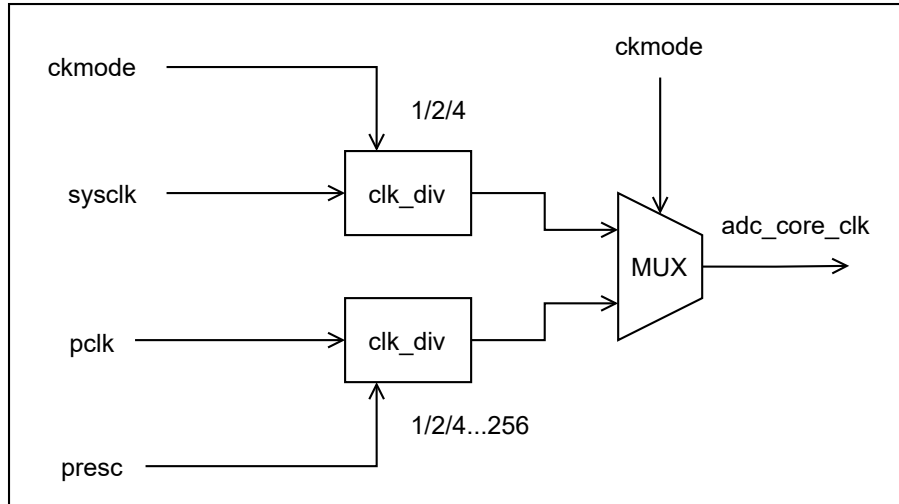 ckmode
ckmode
1/2/4
sysclk
clk_div
adc_core_clk
MUX
pclk
clk_div
1/2/4...256
presc